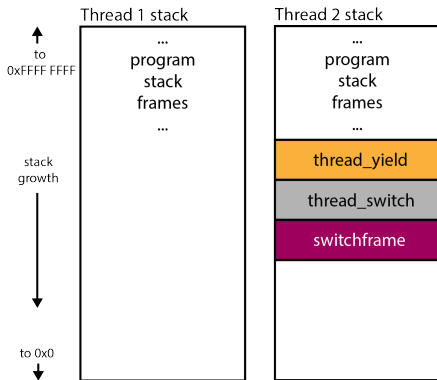 Thread 1 stack
Thread 2 stack
to
0xFFFF FFFF
...
program
stack
frames
...
...
program
stack
frames
...
stack
growth
thread_yield
thread_switch
switchframe
to 0x0